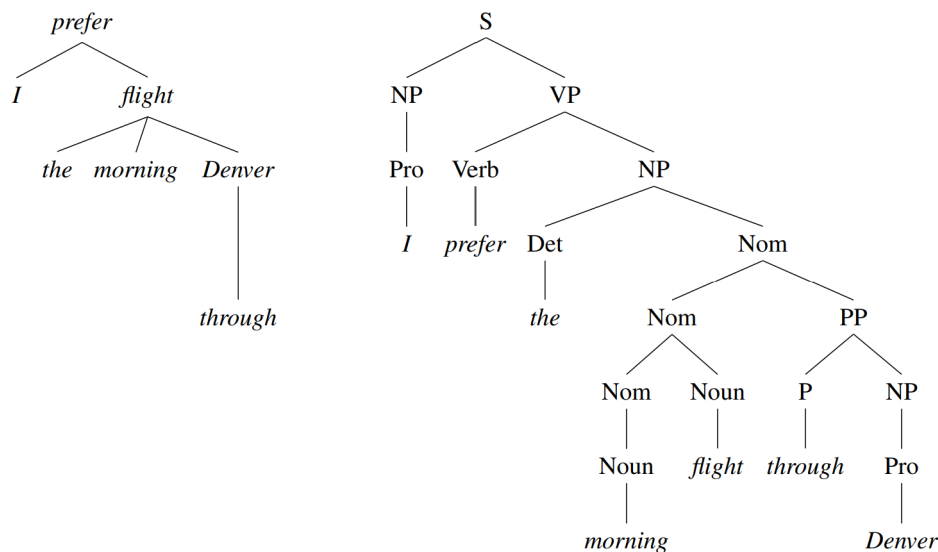 prefer S
I flight NP VP
the morning Denver Pro Verb NP
I prefer Det Nom
through the Nom PP
Nom Noun P NP
Noun flight through Pro
morning Denver